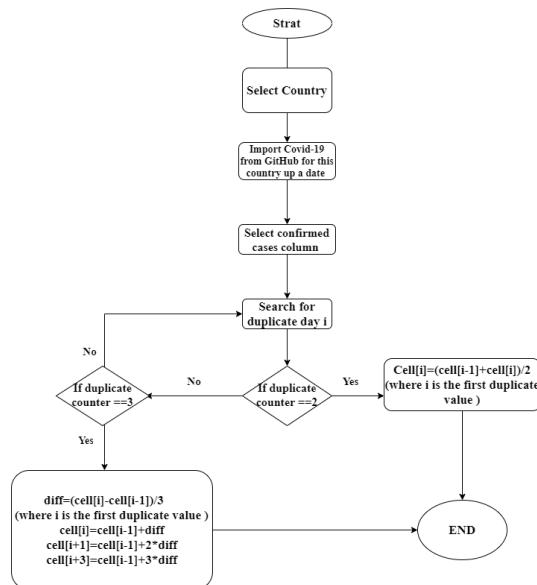 Strat
Select Country
Import Covid-19
from GitHub for this
country up a date
Select confirmed
cases column
Search for
duplicate day i
No
If duplicate
counter ==3
No
If duplicate
counter ==2
Yes
Cell[i]=(cell[i-1]+cell[i])/2
(where i is the first duplicate
value )
Yes
diff=(cell[i]-cell[i-1])/3
(where i is the first duplicate value )
cell[i]=cell[i-1]+diff
cell[i+1]=cell[i-1]+2*diff
cell[i+3]=cell[i-1]+3*diff
END